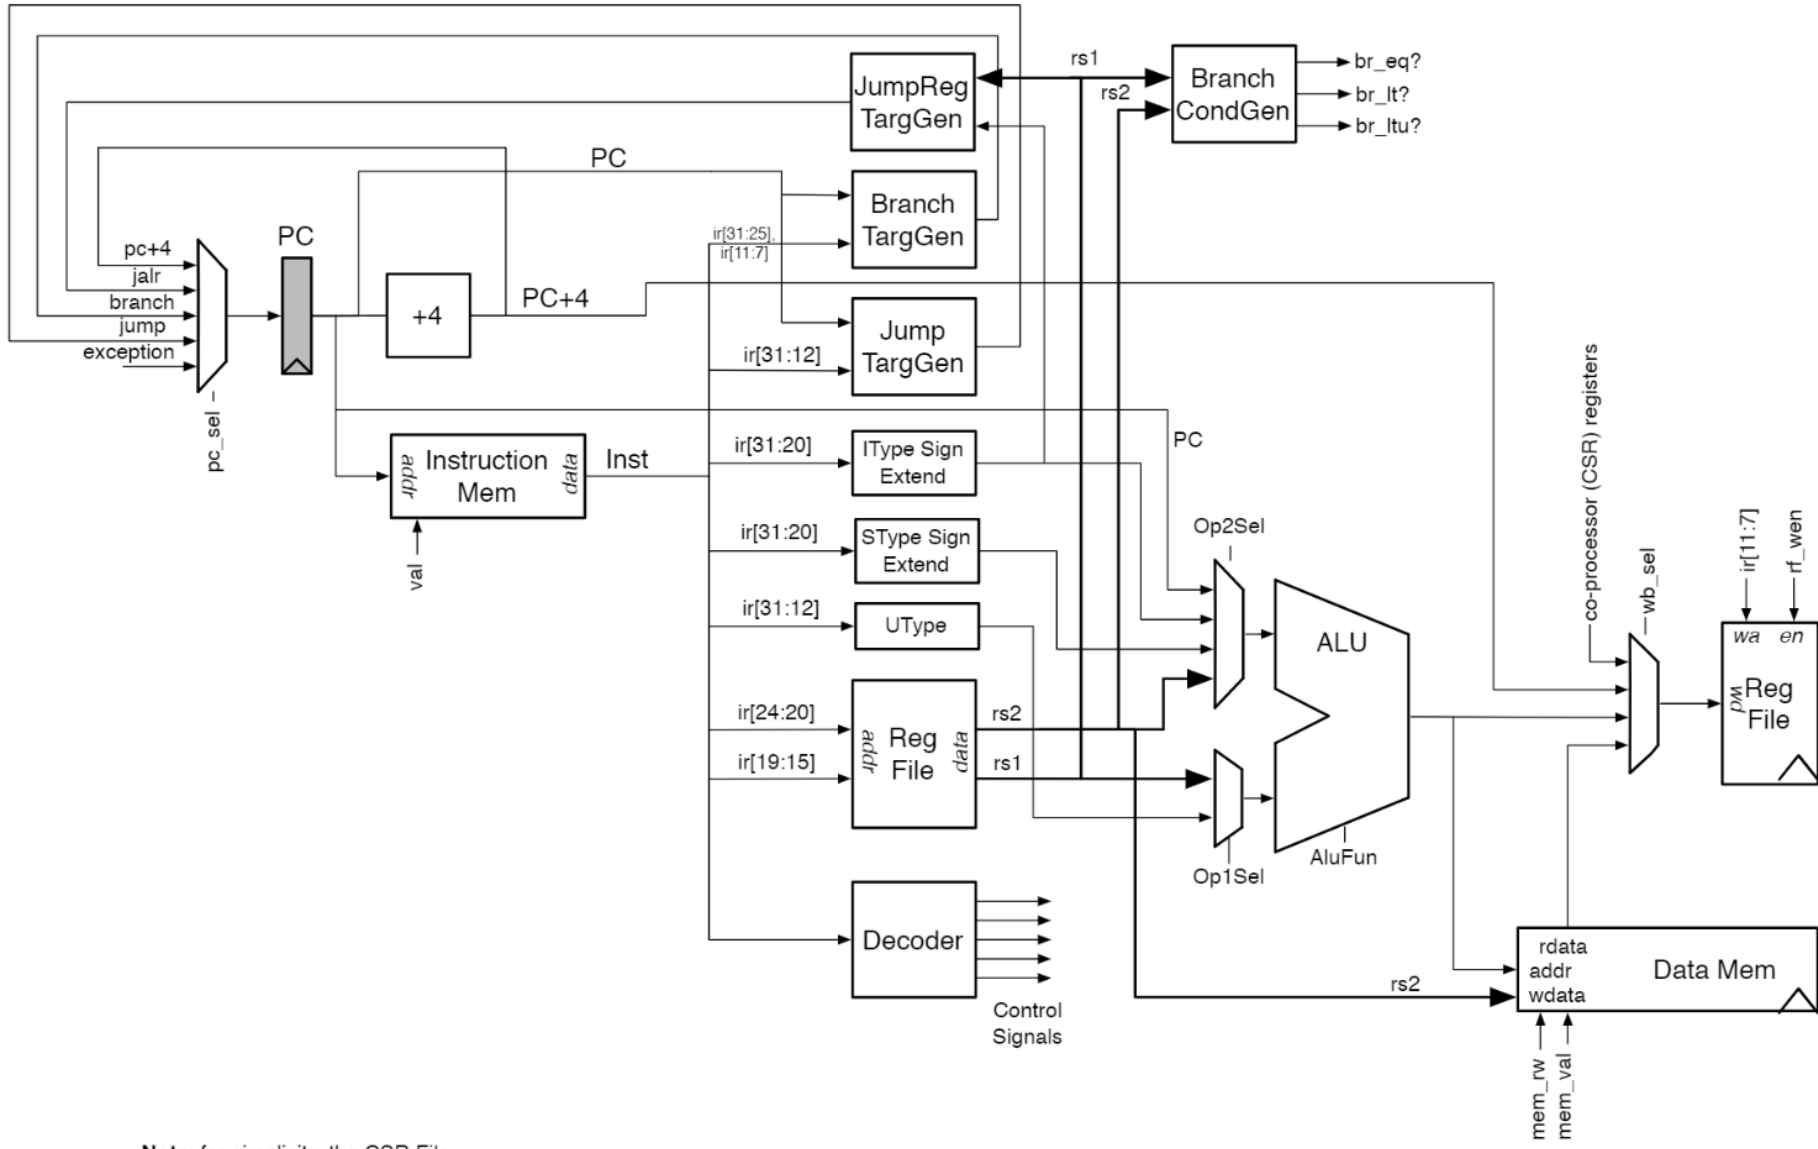 JumpReg
TargGen
rs1
rs2
Branch
CondGen
br_eq?
br_lt?
br_ltu?
PC
Branch
TargGen
ir[31:25],
ir[11:7]
PC
pc+4
jalr
branch
jump
exception
pc_sel
+4
PC+4
Jump
TargGen
ir[31:12]
PC
addr
Instruction
Mem
data
val
Inst
ir[31:20]
IType Sign
Extend
ir[31:20]
SType Sign
Extend
ir[31:12]
UType
ir[24:20]
ir[19:15]
addr
Reg
File
data
rs2
rs1
Op2Sel
ALU
Op1Sel
AluFun
co-processor (CSR) registers
wb_sel
ir[11:7]
rf_wen
wa
en
wd
Reg
File
Decoder
Control
Signals
rs2
rdata
addr
wdata
Data Mem
mem_rw
mem_val